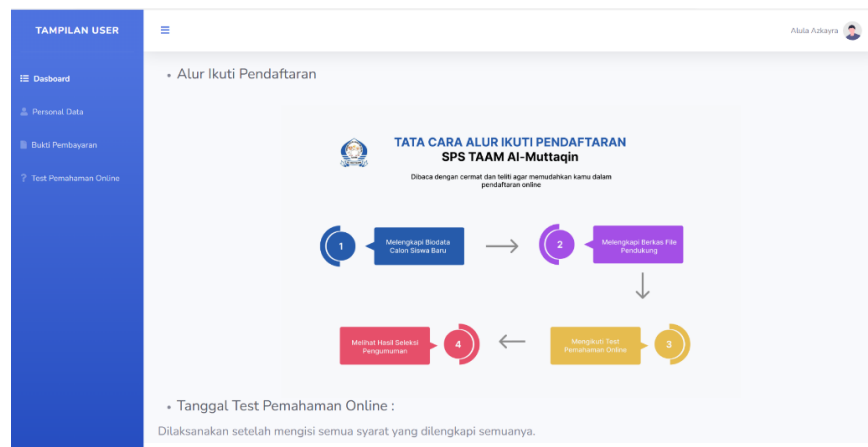 TAMPILAN USER
Alula Azkayra
Dasboard
Personal Data
Bukti Pembayaran
Test Pemahaman Online
• Alur Ikuti Pendaftaran
TATA CARA ALUR IKUTI PENDAFTARAN
SPS TAAM Al-Muttaqin
Dibaca dengan cermat dan teliti agar memudahkan kamu dalam
pendaftaran online
1
Melengkapi Biodata
Calon Siswa Baru
2
Melengkapi Berkas File
Pendukung
Melihat Hasil Seleksi
Pengumuman
4
Mengikuti Test
Pemahaman Online
3
• Tanggal Test Pemahaman Online :
Dilaksanakan setelah mengisi semua syarat yang dilengkapi semuanya.